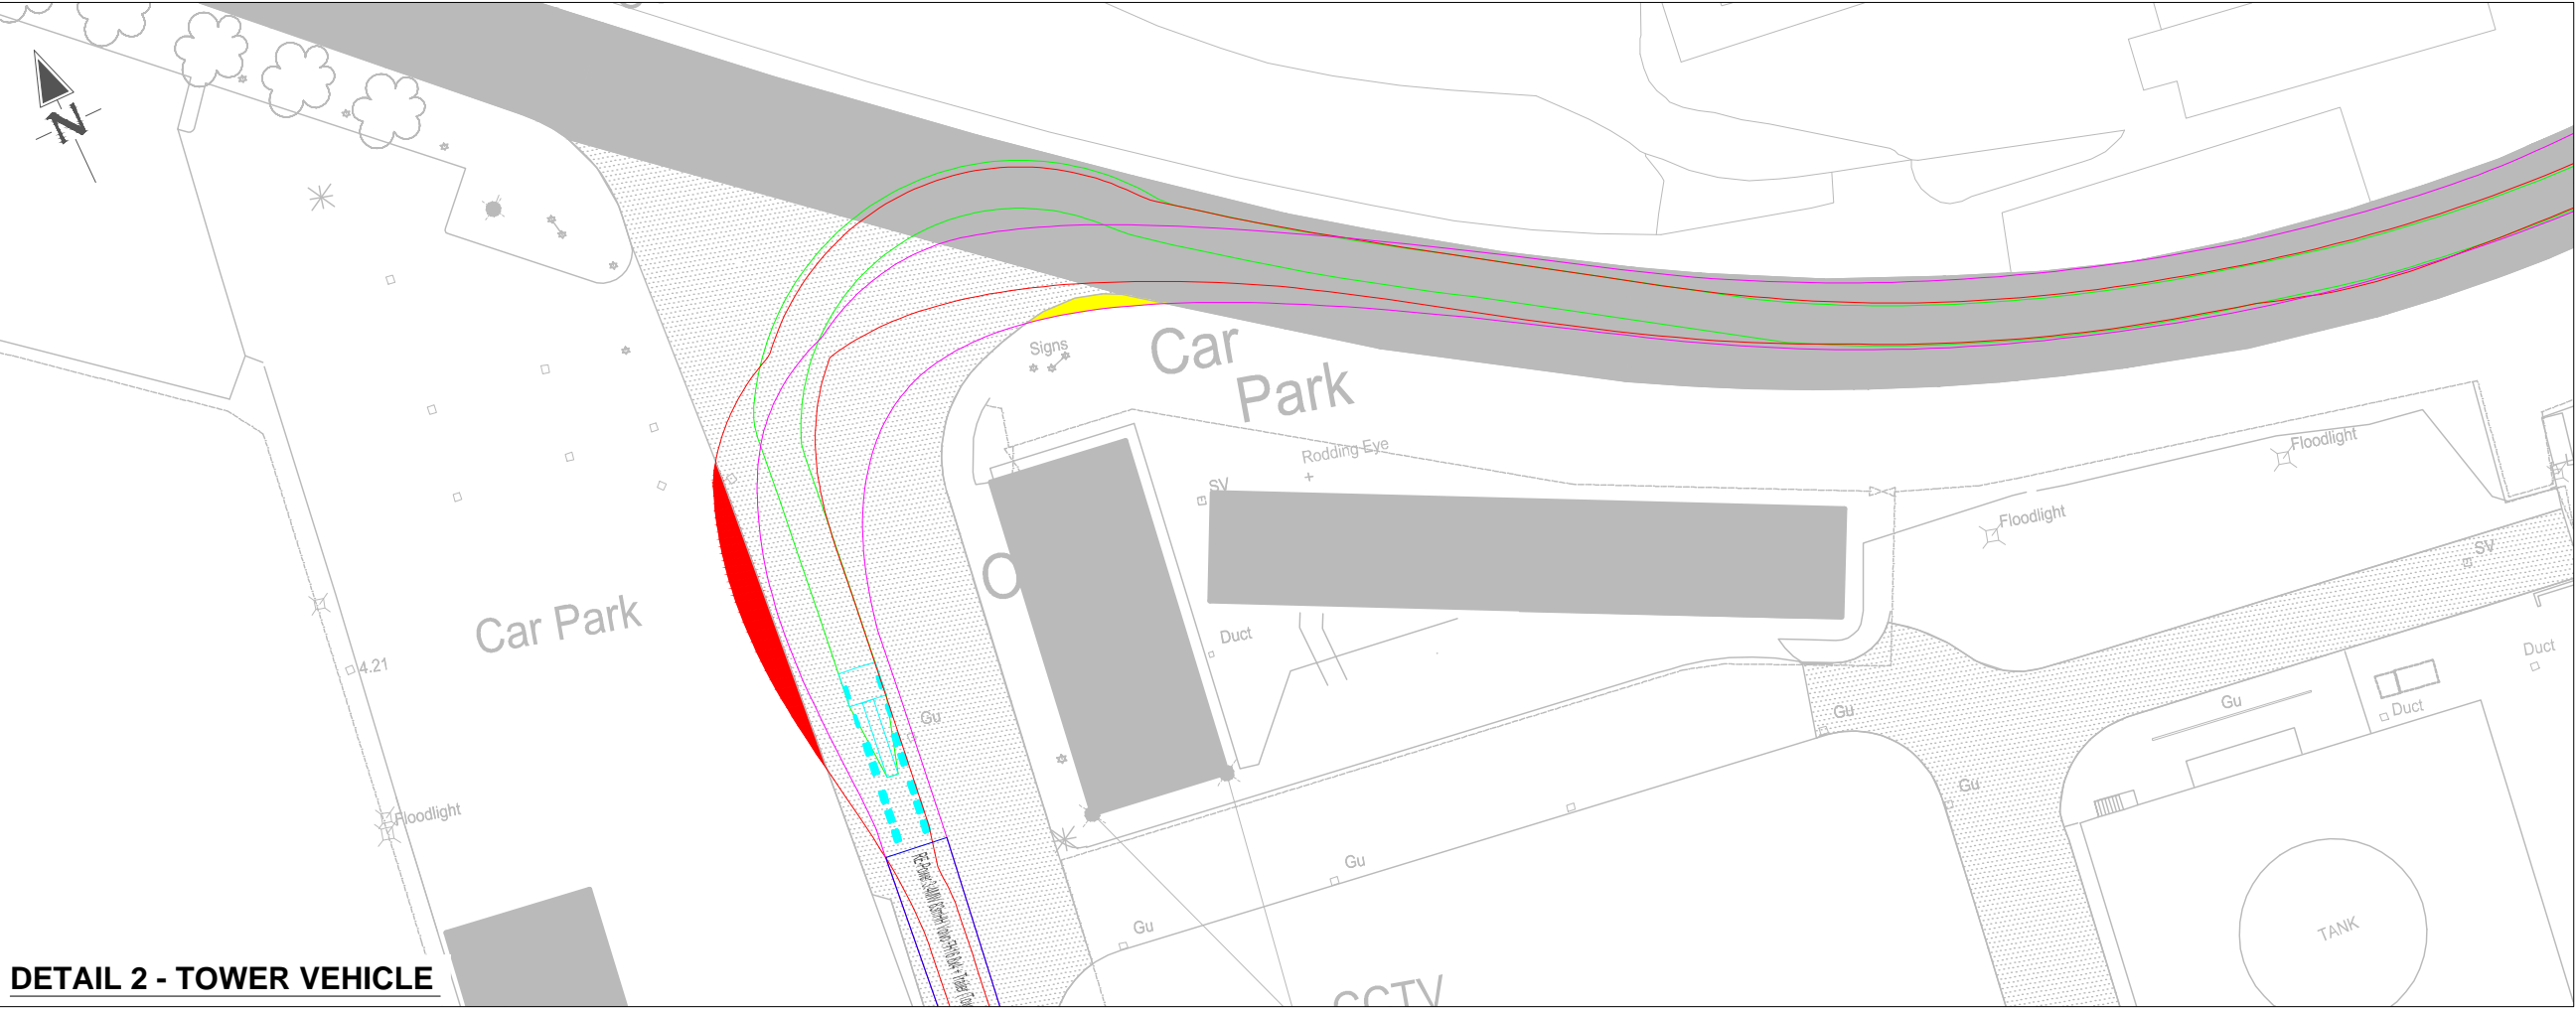 N
Signs
Car
Park
Rodding Eye
SV
Floodlight
Floodlight
SV
Car Park
Duct
4.21
Gu
Gu
Gu
Duct
Duct
Gu
Floodlight
Gu
Gu
TANK
CCTV
DETAIL 2 - TOWER VEHICLE